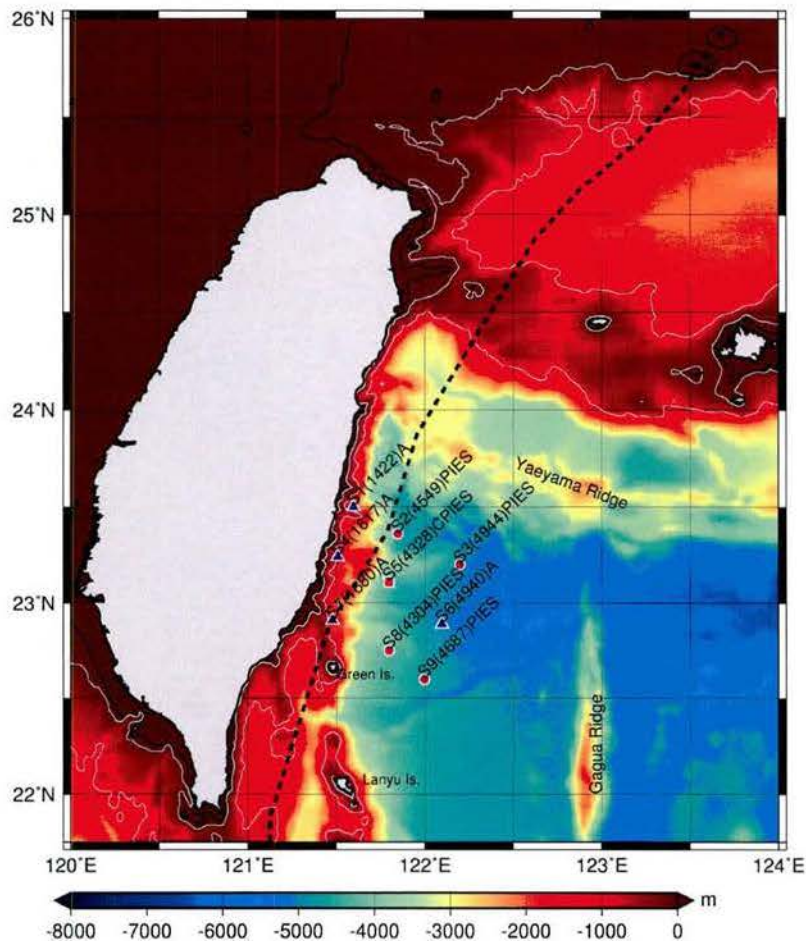 26˚N
25˚N
24˚N
23˚N
22˚N
(1422)A
S2(4549)PIES
Yaeyama Ridge
S5(4328)CPIES
S3(4944)PIES
S8(4304)PIES
S6(4940)A
S9(4687)PIES
Green Is.
Lanyu Is.
Gagua Ridge
120˚E 121˚E 122˚E 123˚E 124˚E
m
-8000 -7000 -6000 -5000 -4000 -3000 -2000 -1000 0